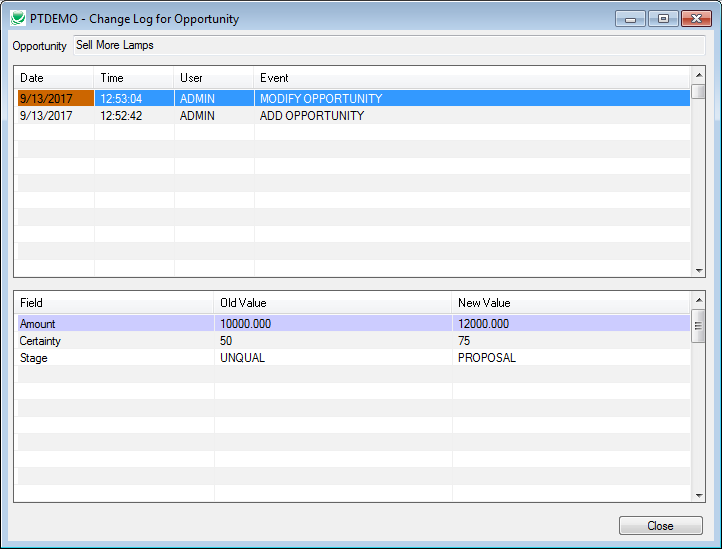 PTDEMO - Change Log for Opportunity
Opportunity Sell More Lamps
Date Time User Event
9/13/2017 12:53:04 ADMIN MODIFY OPPORTUNITY
9/13/2017 12:52:42 ADMIN ADD OPPORTUNITY
Field Old Value New Value
Amount 10000.000 12000.000
Certainty 50 75
Stage UNQUAL PROPOSAL
Close